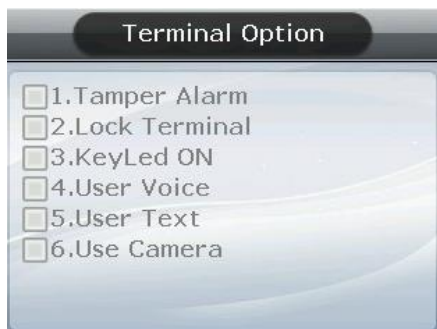 Terminal Option
1.Tamper Alarm
2.Lock Terminal
3.KeyLed ON
4.User Voice
5.User Text
6.Use Camera